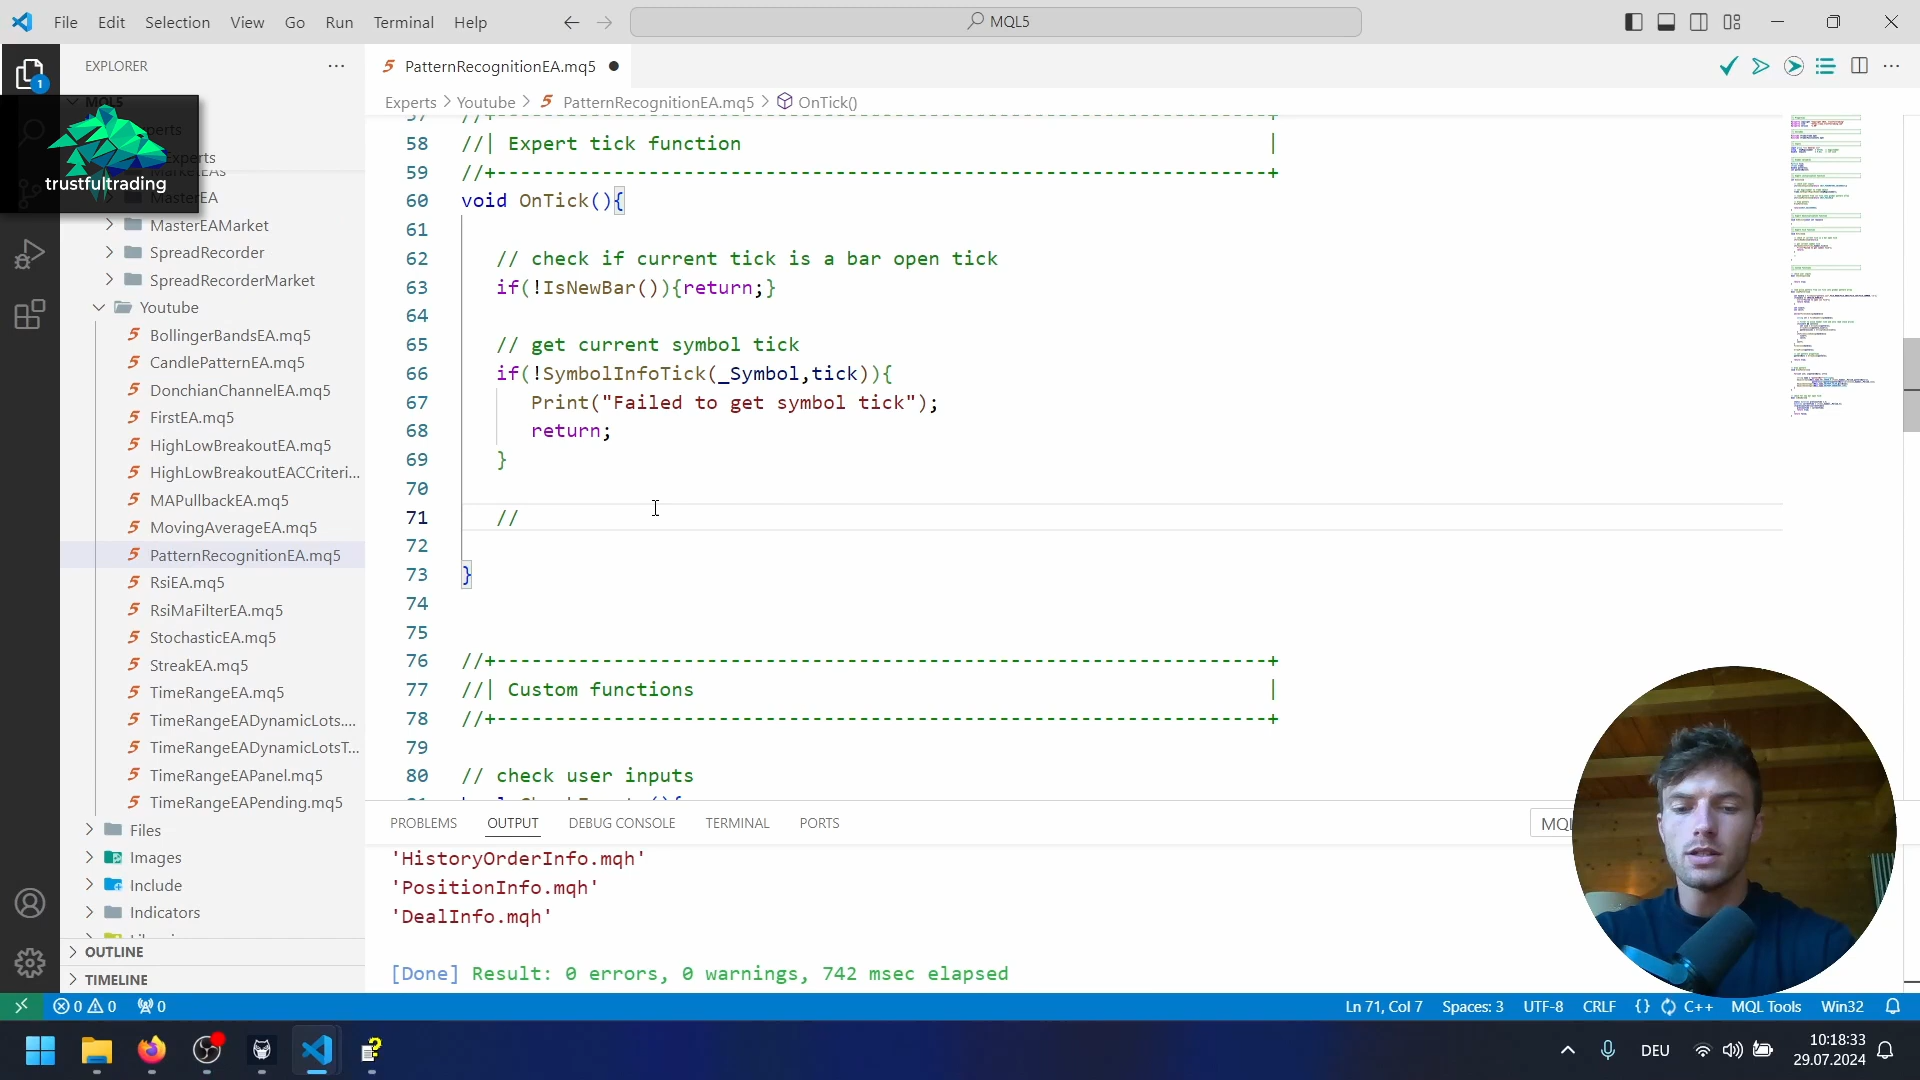 File Edit Selection View Go Run Terminal Help
MQL5
EXPLORER
PatternRecognitionEA.mq5
Experts > Youtube > PatternRecognitionEA.mq5 > OnTick()
trustfultrading
MasterEAMarket
SpreadRecorder
SpreadRecorderMarket
Youtube
BollingerBandsEA.mq5
CandlePatternEA.mq5
DonchianChannelEA.mq5
FirstEA.mq5
HighLowBreakoutEA.mq5
HighLowBreakoutEACCriteri...
MAPullbackEA.mq5
MovingAverageEA.mq5
PatternRecognitionEA.mq5
RsiEA.mq5
RsiMaFilterEA.mq5
StochasticEA.mq5
StreakEA.mq5
TimeRangeEA.mq5
TimeRangeEADynamicLots....
TimeRangeEADynamicLotsT...
TimeRangeEAPanel.mq5
TimeRangeEAPending.mq5
Files
Images
Include
Indicators
OUTLINE
TIMELINE
58 //| Expert tick function |
59 //+------------------------------------------------------------------+
60 void OnTick(){
61
62 // check if current tick is a bar open tick
63 if(!IsNewBar()){return;}
64
65 // get current symbol tick
66 if(!SymbolInfoTick(_Symbol,tick)){
67 Print("Failed to get symbol tick");
68 return;
69 }
70
71 //
72
73 }
74
75
76 //+------------------------------------------------------------------+
77 //| Custom functions |
78 //+------------------------------------------------------------------+
79
80 // check user inputs
PROBLEMS OUTPUT DEBUG CONSOLE TERMINAL PORTS
MQL
'HistoryOrderInfo.mqh'
'PositionInfo.mqh'
'DealInfo.mqh'
[Done] Result: 0 errors, 0 warnings, 742 msec elapsed
0 0 0 Ln 71, Col 7 Spaces: 3 UTF-8 CRLF {} C++ MQL Tools Win32
DEU
10:18:33
29.07.2024